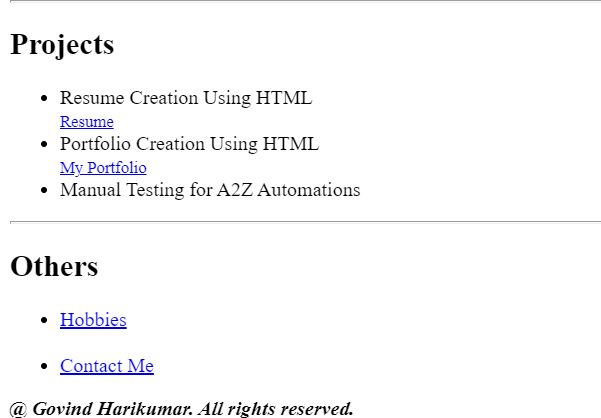 Projects
Resume Creation Using HTML
Resume
Portfolio Creation Using HTML
My Portfolio
Manual Testing for A2Z Automations
Others
Hobbies
Contact Me
@ Govind Harikumar. All rights reserved.